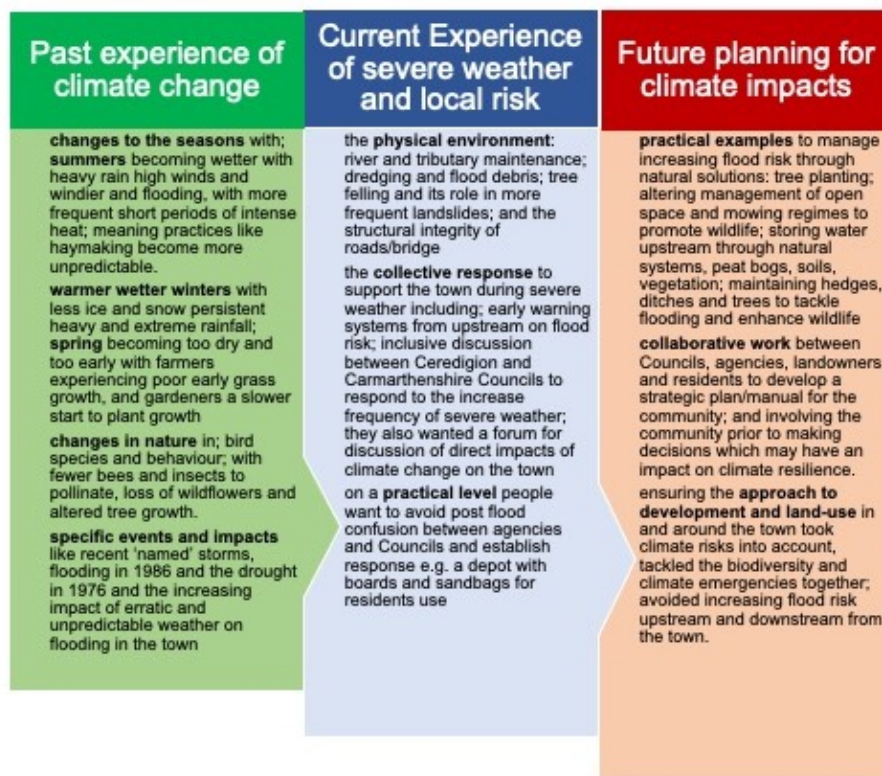 Past experience of
climate change
changes to the seasons with;
summers becoming wetter with
heavy rain high winds and
windier and flooding, with more
frequent short periods of intense
heat; meaning practices like
haymaking become more
unpredictable.
warmer wetter winters with
less ice and snow persistent
heavy and extreme rainfall;
spring becoming too dry and
too early with farmers
experiencing poor early grass
growth, and gardeners a slower
start to plant growth
changes in nature in; bird
species and behaviour; with
fewer bees and insects to
pollinate, loss of wildflowers and
altered tree growth.
specific events and impacts
like recent 'named' storms,
flooding in 1986 and the drought
in 1976 and the increasing
impact of erratic and
unpredictable weather on
flooding in the town
Current Experience
of severe weather
and local risk
the physical environment:
river and tributary maintenance;
dredging and flood debris; tree
felling and its role in more
frequent landslides; and the
structural integrity of
roads/bridge
the collective response to
support the town during severe
weather including; early warning
systems from upstream on flood
risk; inclusive discussion
between Ceredigion and
Carmarthenshire Councils to
respond to the increase
frequency of severe weather;
they also wanted a forum for
discussion of direct impacts of
climate change on the town
on a practical level people
want to avoid post flood
confusion between agencies
and Councils and establish
response e.g. a depot with
boards and sandbags for
residents use
Future planning for
climate impacts
practical examples to manage
increasing flood risk through
natural solutions: tree planting;
altering management of open
space and mowing regimes to
promote wildlife; storing water
upstream through natural
systems, peat bogs, soils,
vegetation; maintaining hedges,
ditches and trees to tackle
flooding and enhance wildlife
collaborative work between
Councils, agencies, landowners
and residents to develop a
strategic plan/manual for the
community; and involving the
community prior to making
decisions which may have an
impact on climate resilience.
ensuring the approach to
development and land-use in
and around the town took
climate risks into account,
tackled the biodiversity and
climate emergencies together;
avoided increasing flood risk
upstream and downstream from
the town.